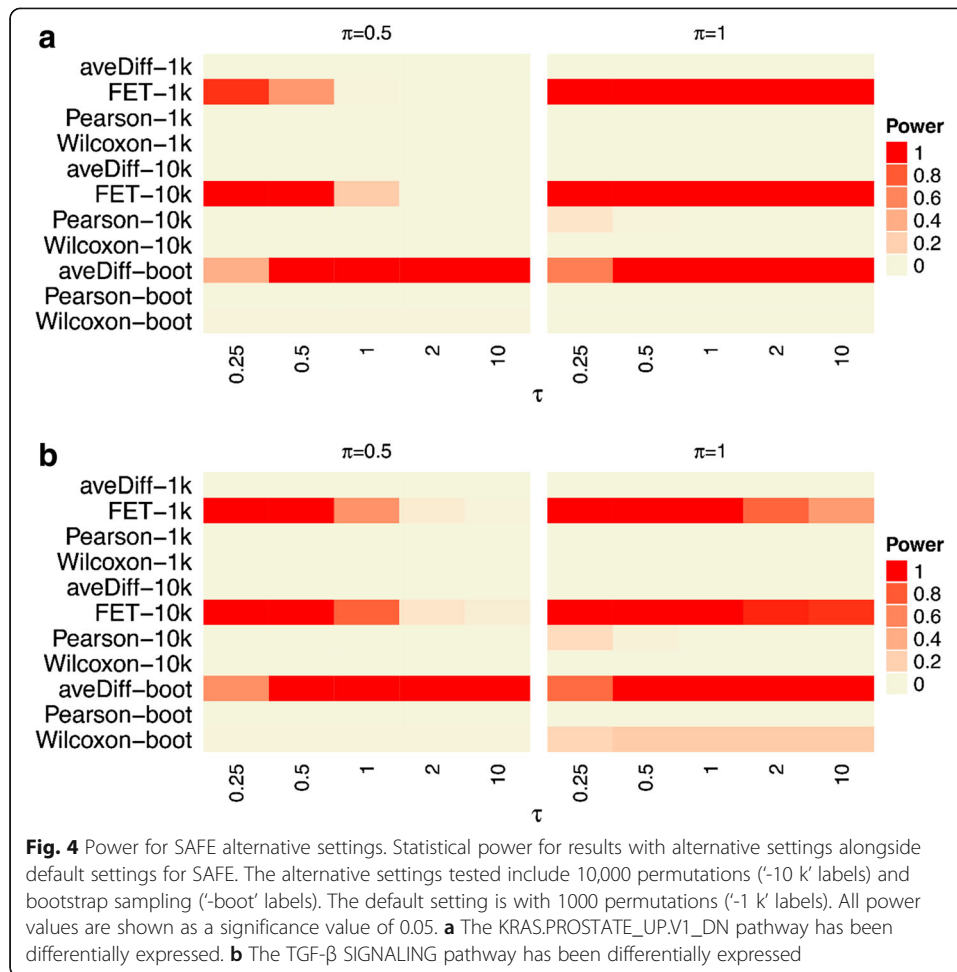 a
π=0.5 π=1
aveDiff−1k
FET−1k
Pearson−1k
Wilcoxon−1k
aveDiff−10k
FET−10k
Pearson−10k
Wilcoxon−10k
aveDiff−boot
Pearson−boot
Wilcoxon−boot
0.25 0.5 1 2 10 0.25 0.5 1 2 10
τ
Power
1
0.8
0.6
0.4
0.2
0
b
π=0.5 π=1
aveDiff−1k
FET−1k
Pearson−1k
Wilcoxon−1k
aveDiff−10k
FET−10k
Pearson−10k
Wilcoxon−10k
aveDiff−boot
Pearson−boot
Wilcoxon−boot
0.25 0.5 1 2 10 0.25 0.5 1 2 10
τ
Power
1
0.8
0.6
0.4
0.2
0
Fig. 4 Power for SAFE alternative settings. Statistical power for results with alternative settings alongside
default settings for SAFE. The alternative settings tested include 10,000 permutations (‘-10 k’ labels) and
bootstrap sampling (‘-boot’ labels). The default setting is with 1000 permutations (‘-1 k’ labels). All power
values are shown as a significance value of 0.05. a The KRAS.PROSTATE_UP.V1_DN pathway has been
differentially expressed. b The TGF-β SIGNALING pathway has been differentially expressed